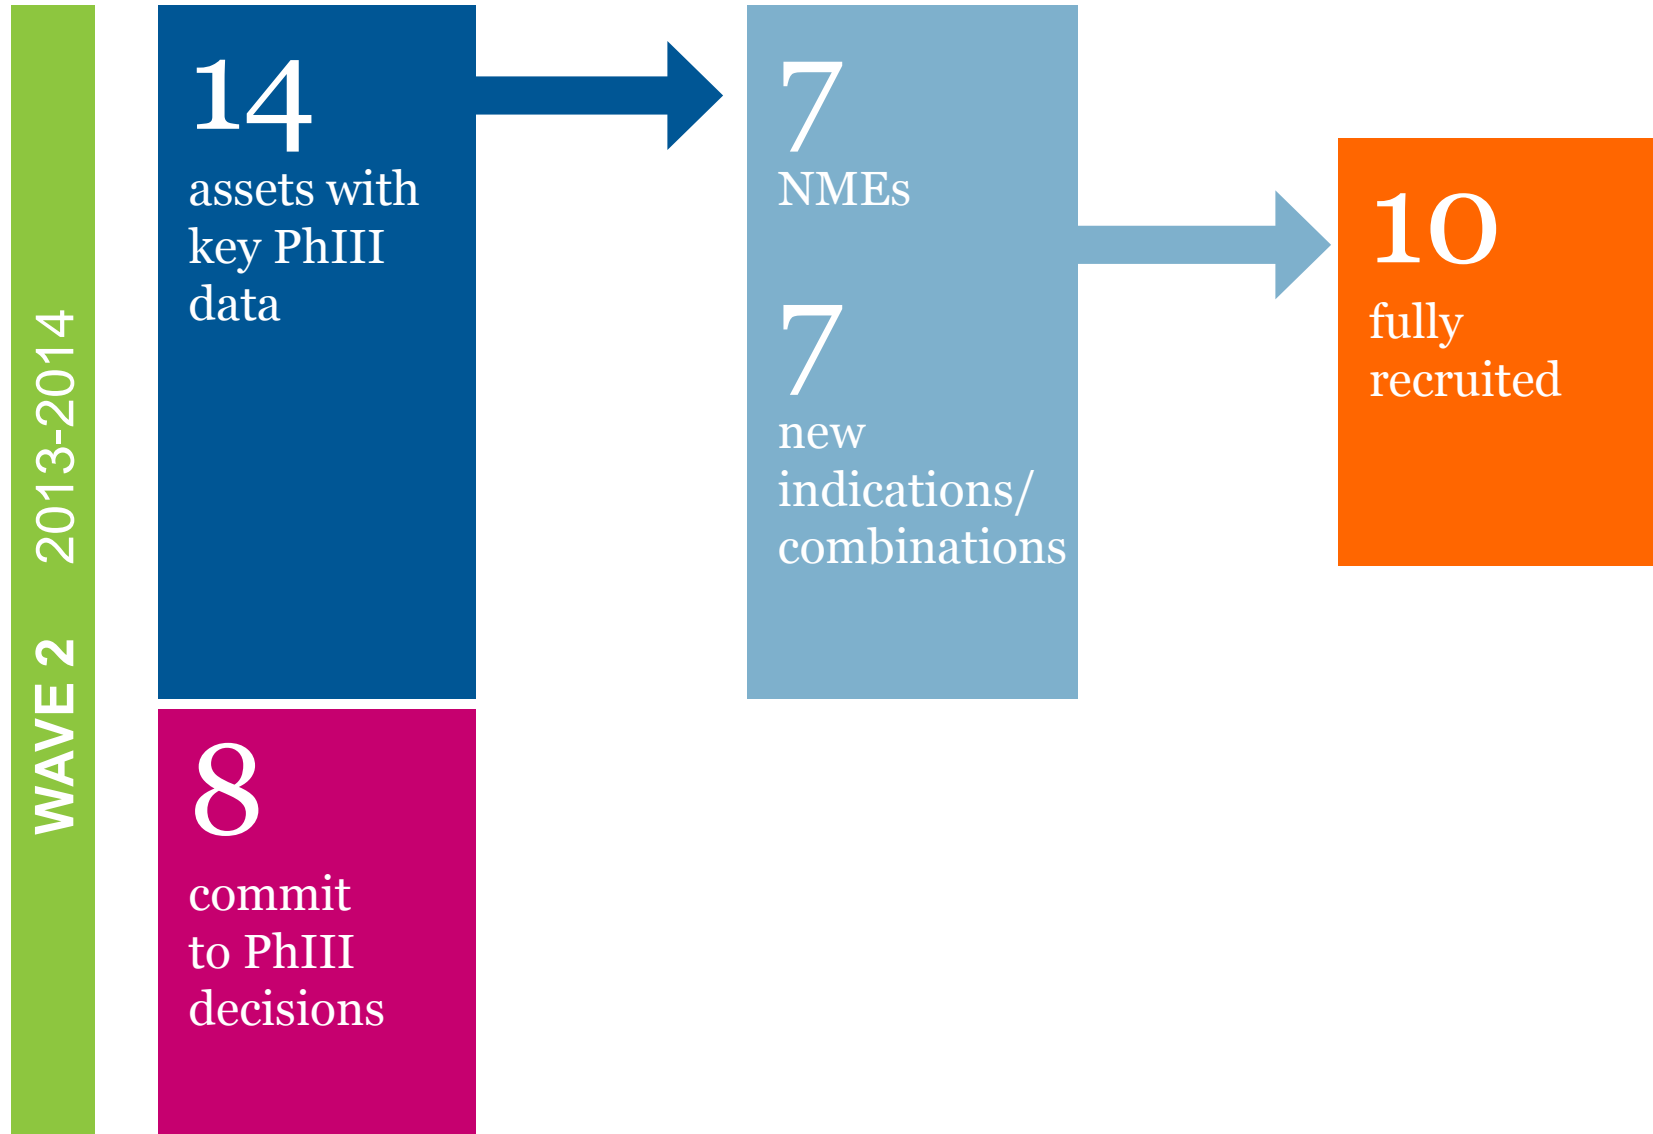 WAVE 2 2013-2014
14
assets with
key PhIII
data
7
NMEs
7
new
indications/
combinations
10
fully
recruited
8
commit
to PhIII
decisions